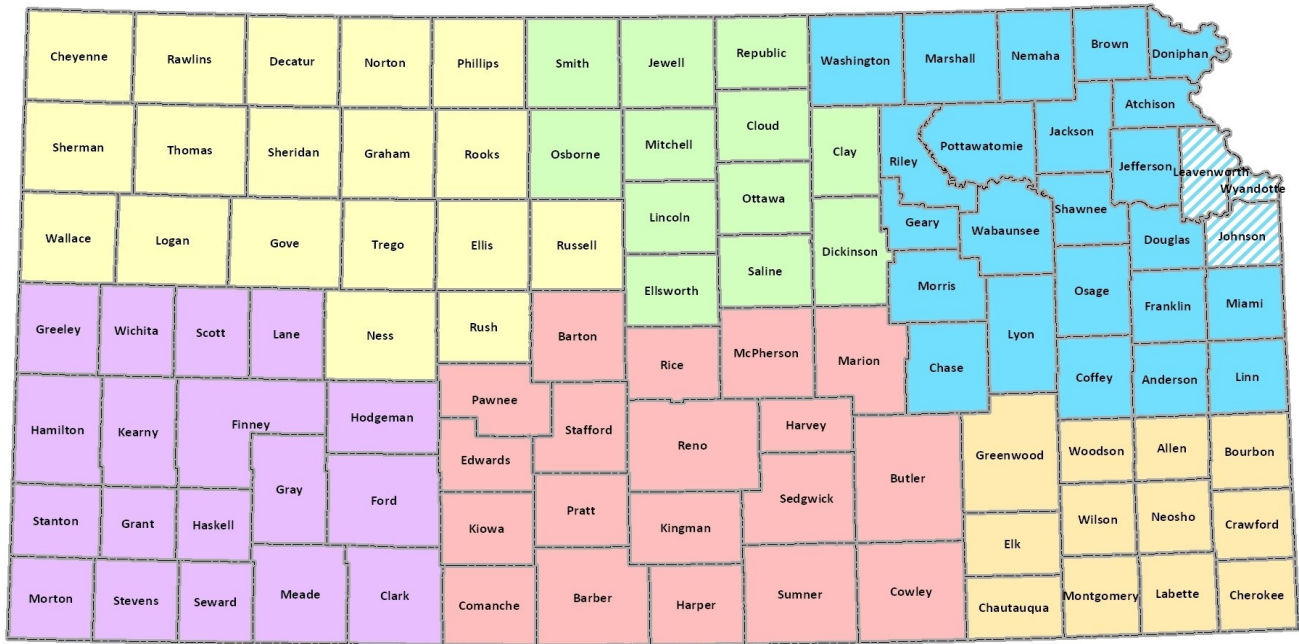 Cheyenne
Rawlins
Decatur
Norton
Phillips
Smith
Jewell
Republic
Washington
Marshall
Nemaha
Brown
Doniphan
Sherman
Thomas
Sheridan
Graham
Rooks
Osborne
Mitchell
Cloud
Clay
Riley
Pottawatomie
Jackson
Atchison
Jefferson
Leavenworth
Wyandotte
Wallace
Logan
Gove
Trego
Ellis
Russell
Lincoln
Ottawa
Dickinson
Geary
Wabaunsee
Shawnee
Douglas
Johnson
Greeley
Wichita
Scott
Lane
Ness
Rush
Barton
Ellsworth
Saline
Morris
Lyon
Osage
Franklin
Miami
Rice
McPherson
Marion
Chase
Coffey
Anderson
Linn
Hamilton
Kearny
Finney
Hodgeman
Pawnee
Stafford
Reno
Harvey
Butler
Greenwood
Woodson
Allen
Bourbon
Gray
Ford
Edwards
Stanton
Grant
Haskell
Kiowa
Pratt
Kingman
Sedgwick
Elk
Wilson
Neosho
Crawford
Morton
Stevens
Seward
Meade
Clark
Comanche
Barber
Harper
Sumner
Cowley
Chautauqua
Montgomery
Labette
Cherokee